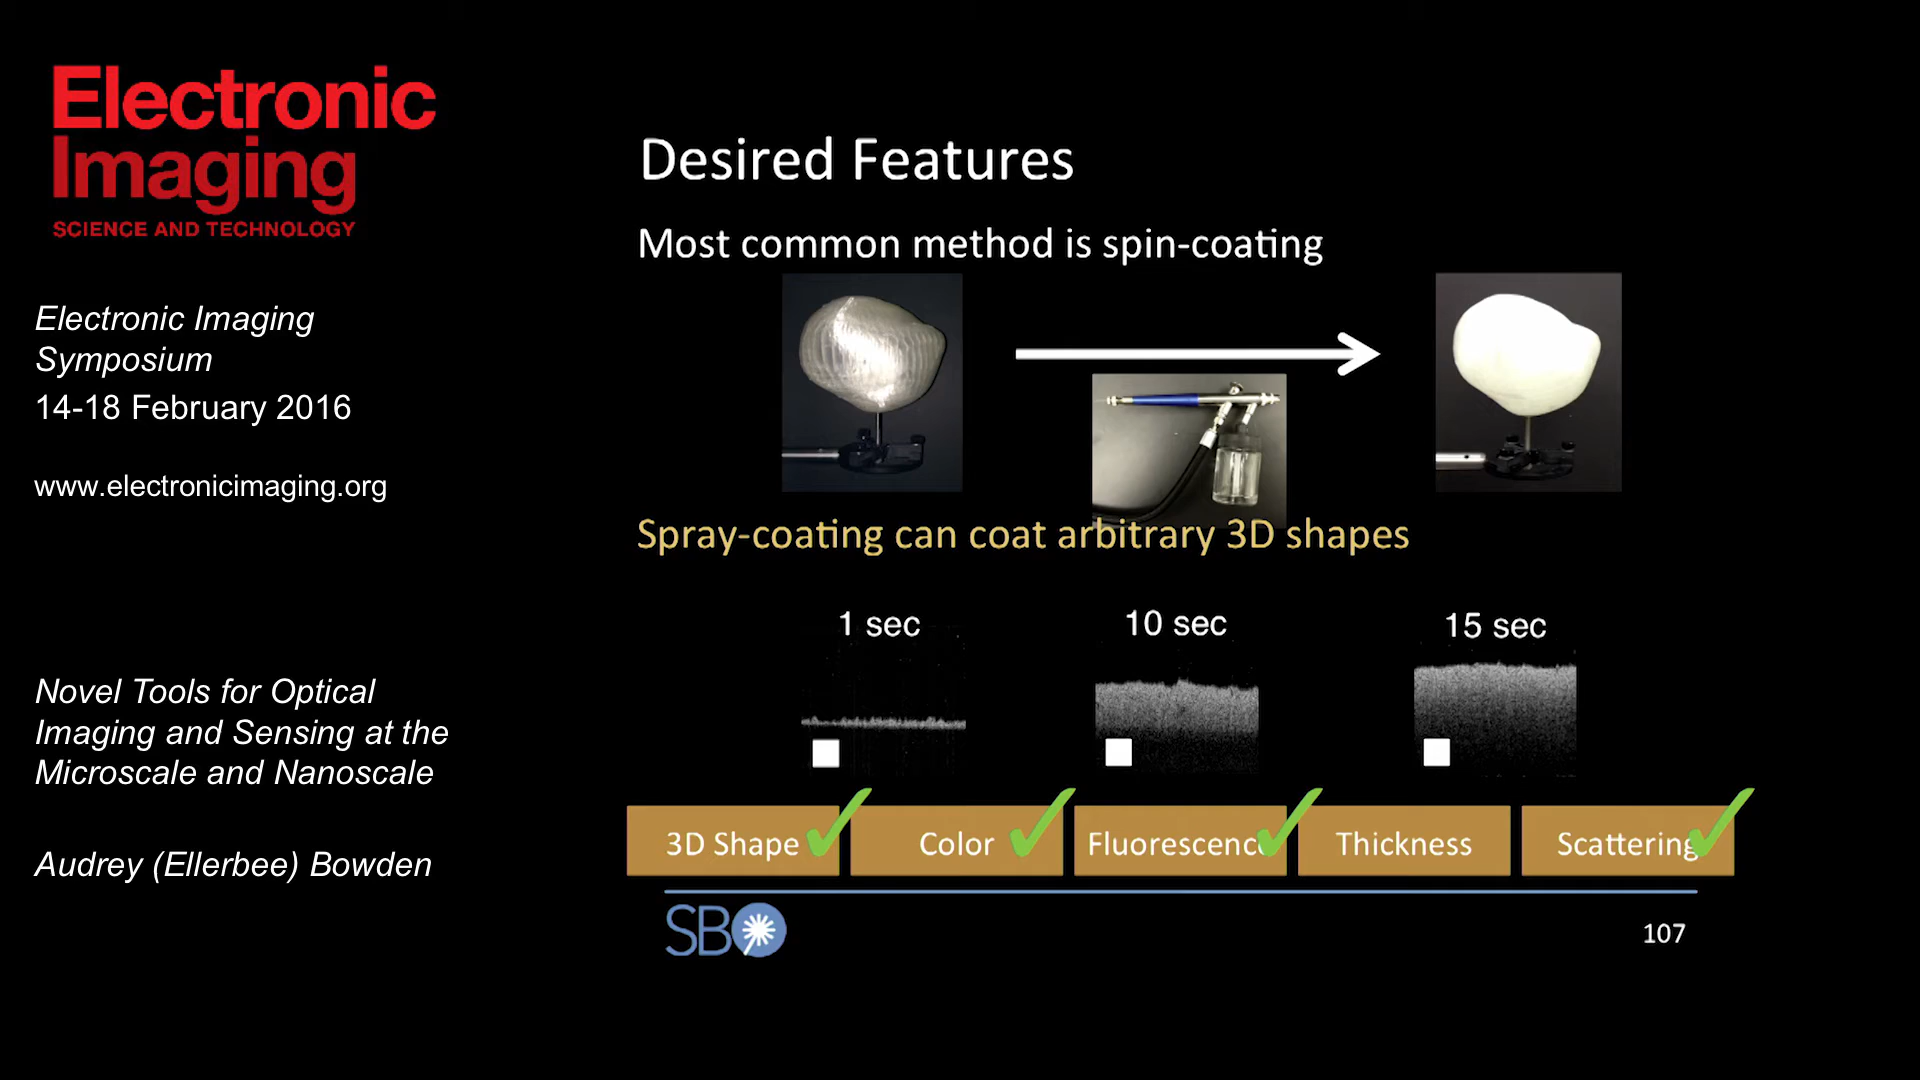 Electronic
Imaging
SCIENCE AND TECHNOLOGY
Electronic Imaging
Symposium
14-18 February 2016
www.electronicimaging.org
Novel Tools for Optical
Imaging and Sensing at the
Microscale and Nanoscale
Audrey (Ellerbee) Bowden
Desired Features
Most common method is spin-coating
Spray-coating can coat arbitrary 3D shapes
1 sec 10 sec 15 sec
3D Shape Color Fluorescence Thickness Scattering
SBO
107